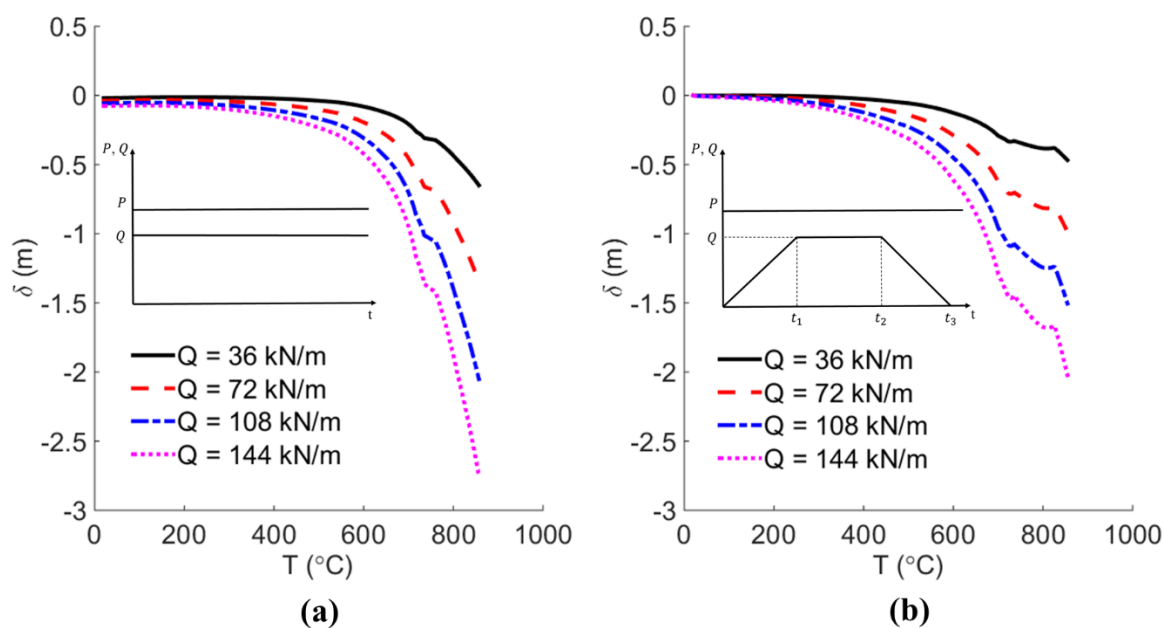 0.5
0
-0.5
-1
-1.5
-2
-2.5
-3
δ (m)
P, Q
P
Q
t
Q = 36 kN/m
Q = 72 kN/m
Q = 108 kN/m
Q = 144 kN/m
0 200 400 600 800 1000
T (°C)
(a)
0.5
0
-0.5
-1
-1.5
-2
-2.5
-3
δ (m)
P, Q
P
Q
t₁ t₂ t₃ t
Q = 36 kN/m
Q = 72 kN/m
Q = 108 kN/m
Q = 144 kN/m
0 200 400 600 800 1000
T (°C)
(b)